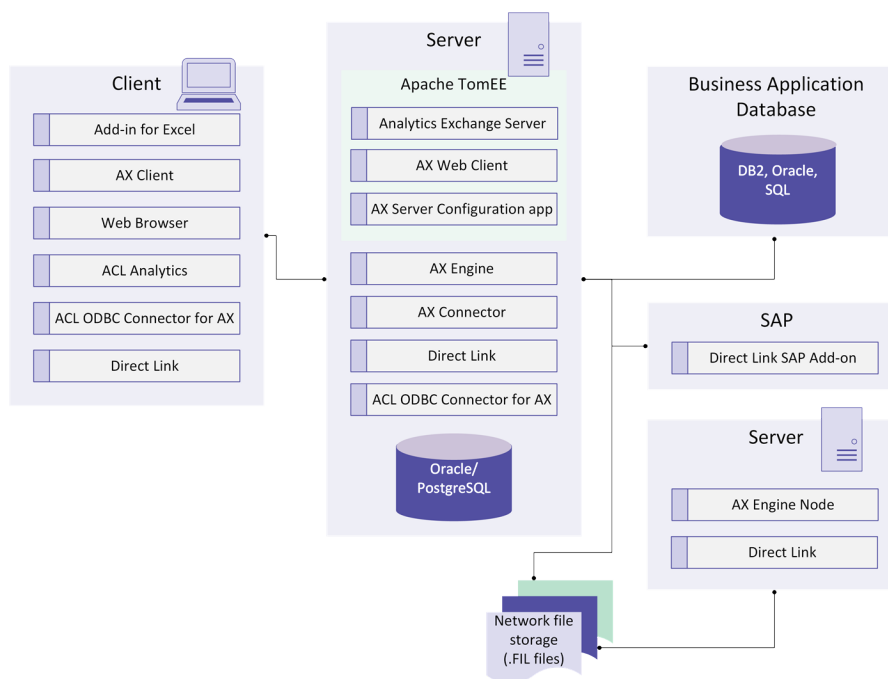 Client
Add-in for Excel
AX Client
Web Browser
ACL Analytics
ACL ODBC Connector for AX
Direct Link
Server
Apache TomEE
Analytics Exchange Server
AX Web Client
AX Server Configuration app
AX Engine
AX Connector
Direct Link
ACL ODBC Connector for AX
Oracle/
PostgreSQL
Business Application
Database
DB2, Oracle,
SQL
SAP
Direct Link SAP Add-on
Server
AX Engine Node
Direct Link
Network file
storage
(.FIL files)